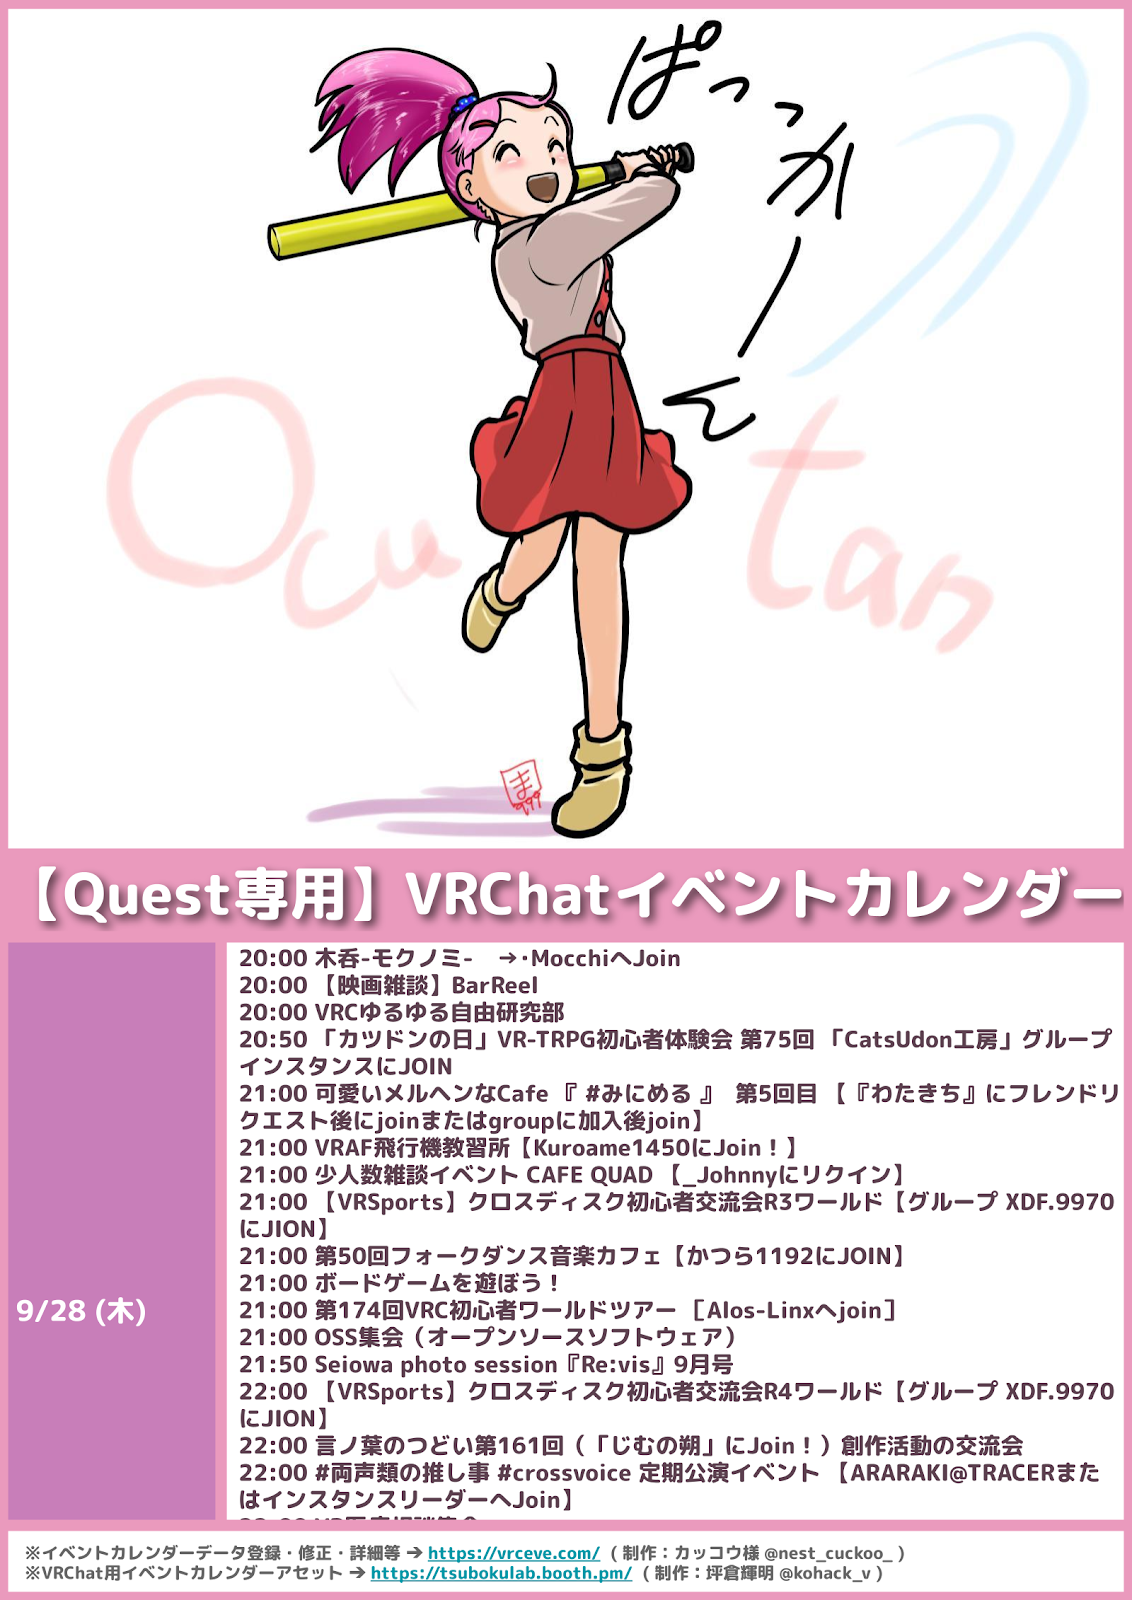 ぱっっかーん
Ocu tan
ま
999
【Quest専用】VRChatイベントカレンダー
9/28 (木)
20:00 木呑-モクノミ-　→･MocchiへJoin
20:00 【映画雑談】BarReel
20:00 VRCゆるゆる自由研究部
20:50 「カツドンの日」VR-TRPG初心者体験会 第75回 「CatsUdon工房」グループ
インスタンスにJOIN
21:00 可愛いメルヘンなCafe 『 #みにめる 』　第5回目 【『わたきち』にフレンドリ
クエスト後にjoinまたはgroupに加入後join】
21:00 VRAF飛行機教習所【Kuroame1450にJoin！】
21:00 少人数雑談イベント CAFE QUAD 【_Johnnyにリクイン】
21:00 【VRSports】クロスディスク初心者交流会R3ワールド【グループ XDF.9970
にJION】
21:00 第50回フォークダンス音楽カフェ【かつら1192にJOIN】
21:00 ボードゲームを遊ぼう！
21:00 第174回VRC初心者ワールドツアー ［Alos-Linxへjoin］
21:00 OSS集会（オープンソースソフトウェア）
21:50 Seiowa photo session『Re:vis』9月号
22:00 【VRSports】クロスディスク初心者交流会R4ワールド【グループ XDF.9970
にJION】
22:00 言ノ葉のつどい第161回（「じむの朔」にJoin！）創作活動の交流会
22:00 #両声類の推し事 #crossvoice 定期公演イベント 【ARARAKI@TRACERまた
はインスタンスリーダーへJoin】
※イベントカレンダーデータ登録・修正・詳細等 ➔ https://vrceve.com/ ( 制作：カッコウ様 @nest_cuckoo_ )
※VRChat用イベントカレンダーアセット ➔ https://tsubokulab.booth.pm/ ( 制作：坪倉輝明 @kohack_v )